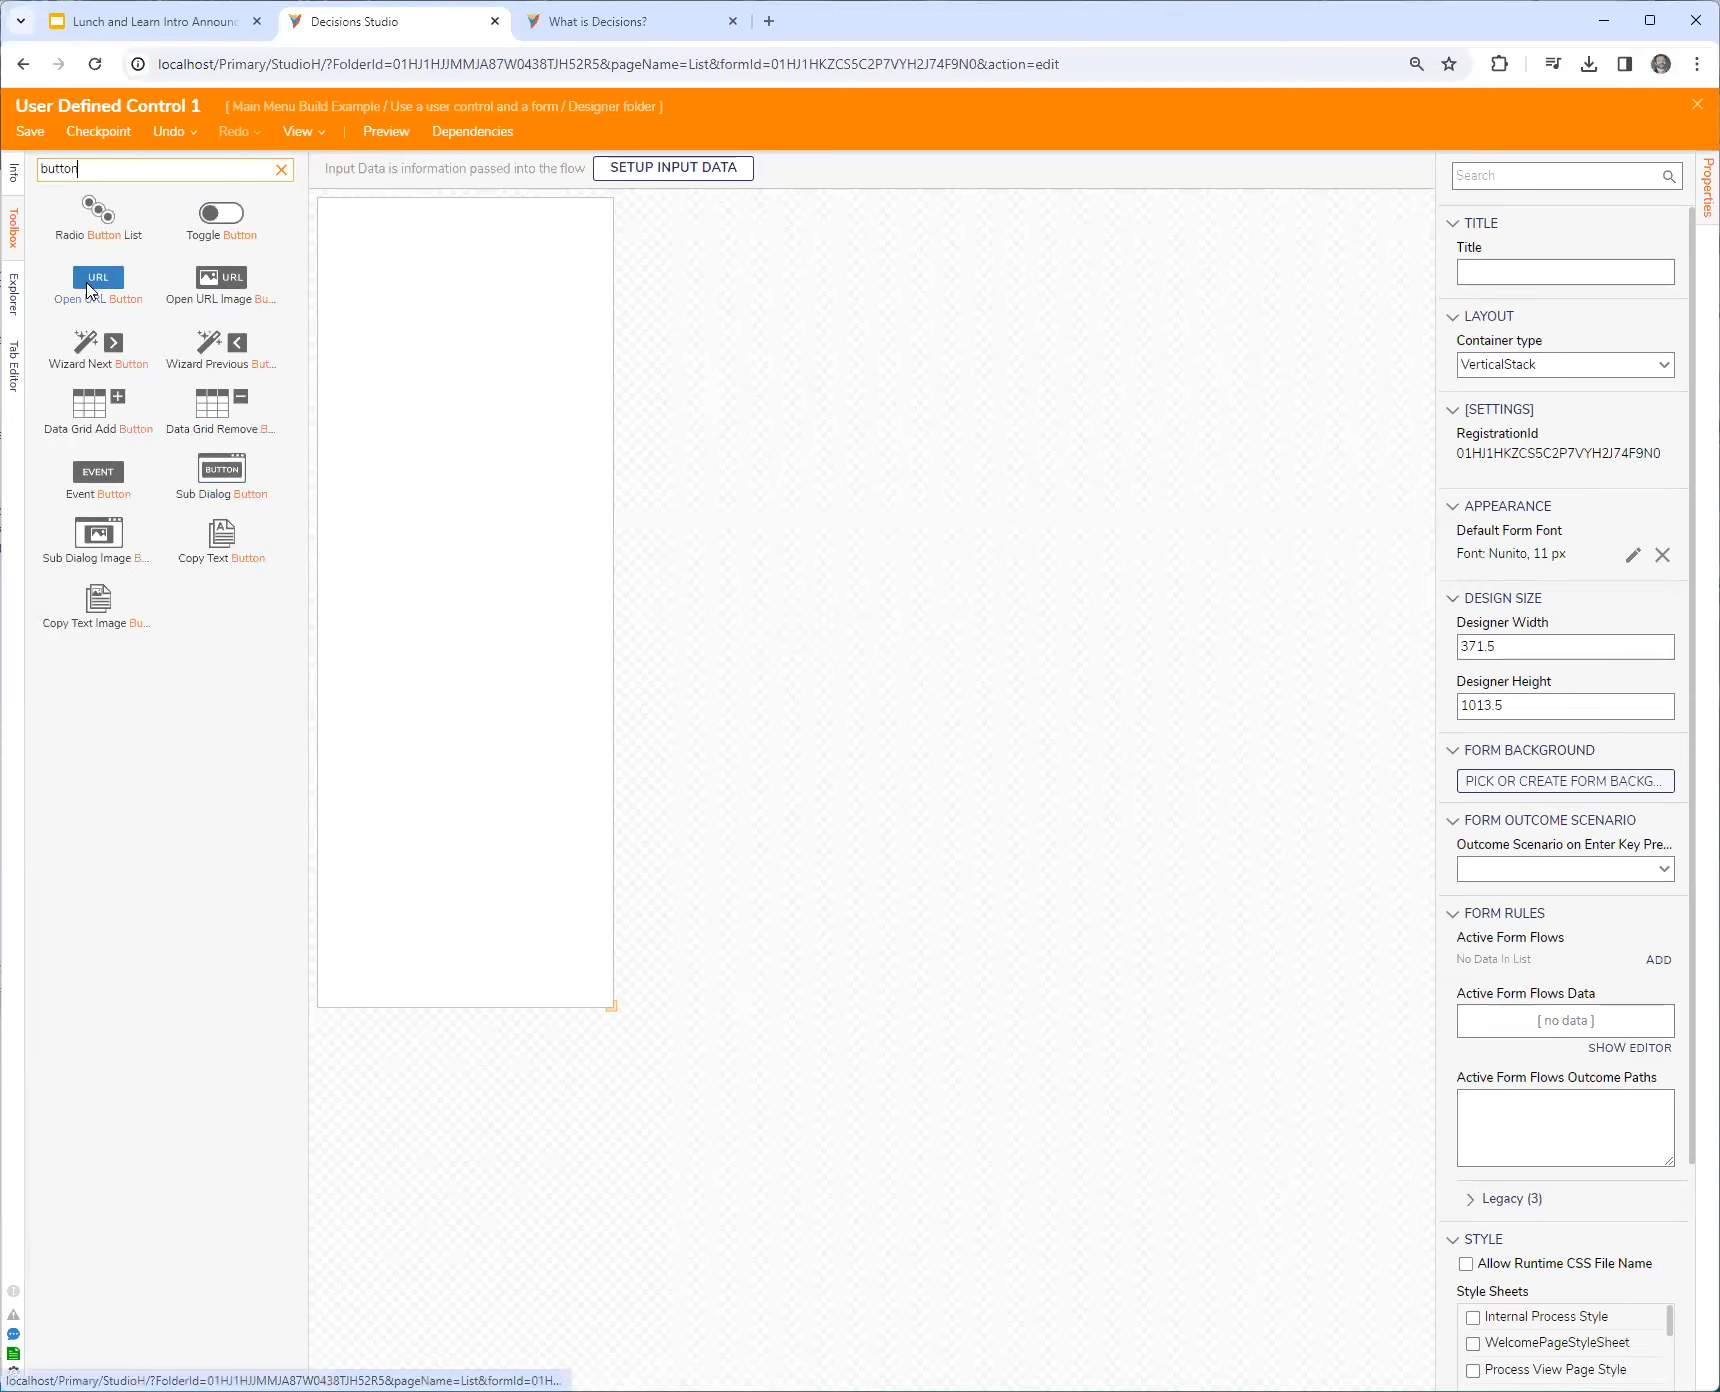 Lunch and Learn Intro Announc
Decisions Studio
What is Decisions?
localhost/Primary/StudioH/?FolderId=01HJ1HJJMMJA87W0438TJH52R5&pageName=List&formId=01HJ1HKZCS5C2P7VYH2J74F9N0&action=edit
User Defined Control 1 [ Main Menu Build Example / Use a user control and a form / Designer folder ]
Save Checkpoint Undo Redo View | Preview Dependencies
Info
Toolbox
Explorer
Tab Editor
button
Radio Button List
Toggle Button
URL
Open URL Button
URL
Open URL Image Bu...
Wizard Next Button
Wizard Previous But...
Data Grid Add Button
Data Grid Remove B...
EVENT
Event Button
BUTTON
Sub Dialog Button
Sub Dialog Image B...
Copy Text Button
Copy Text Image Bu...
Input Data is information passed into the flow
SETUP INPUT DATA
Properties
Search
TITLE
Title
LAYOUT
Container type
VerticalStack
[SETTINGS]
RegistrationId
01HJ1HKZCS5C2P7VYH2J74F9N0
APPEARANCE
Default Form Font
Font: Nunito, 11 px
DESIGN SIZE
Designer Width
371.5
Designer Height
1013.5
FORM BACKGROUND
PICK OR CREATE FORM BACKG...
FORM OUTCOME SCENARIO
Outcome Scenario on Enter Key Pre...
FORM RULES
Active Form Flows
No Data In List
ADD
Active Form Flows Data
[ no data ]
SHOW EDITOR
Active Form Flows Outcome Paths
Legacy (3)
STYLE
Allow Runtime CSS File Name
Style Sheets
Internal Process Style
WelcomePageStyleSheet
Process View Page Style
localhost/Primary/StudioH/?FolderId=01HJ1HJJMMJA87W0438TJH52R5&pageName=List&formId=01H...